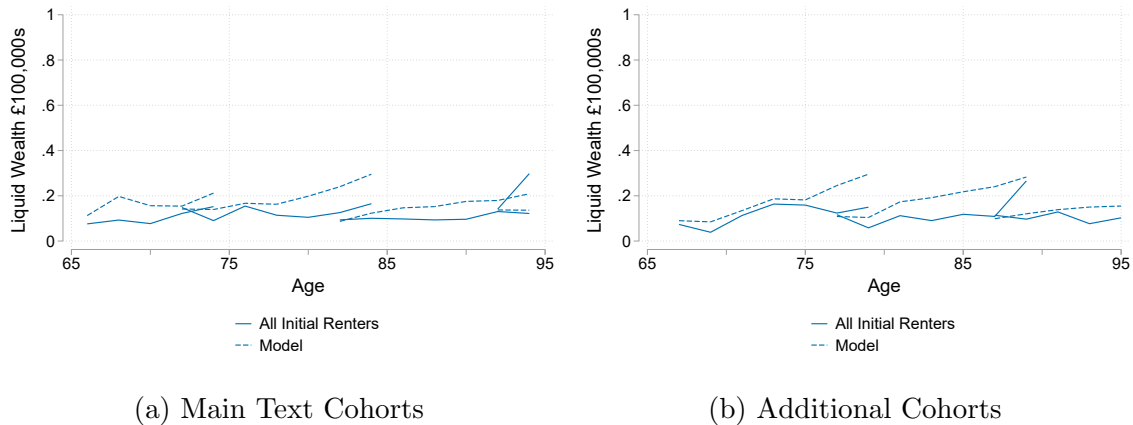 Liquid Wealth £100,000s
1
.8
.6
.4
.2
0
65 75 85 95
Age
All Initial Renters
Model
(a) Main Text Cohorts
Liquid Wealth £100,000s
1
.8
.6
.4
.2
0
65 75 85 95
Age
All Initial Renters
Model
(b) Additional Cohorts